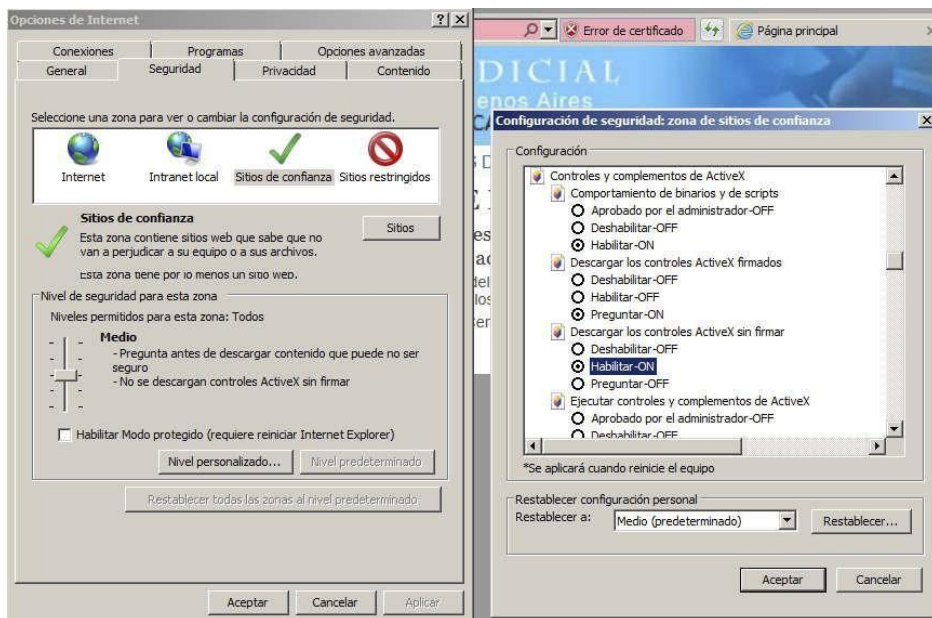 Opciones de Internet
Conexiones Programas Opciones avanzadas
General Seguridad Privacidad Contenido
Seleccione una zona para ver o cambiar la configuración de seguridad.
Internet Intranet local Sitios de confianza Sitios restringidos
Sitios de confianza
Sitios
Esta zona contiene sitios web que sabe que no
van a perjudicar a su equipo o a sus archivos.
Esta zona tiene por lo menos un sitio web.
Nivel de seguridad para esta zona
Niveles permitidos para esta zona: Todos
Medio
- Pregunta antes de descargar contenido que puede no ser
seguro
- No se descargan controles ActiveX sin firmar
Habilitar Modo protegido (requiere reiniciar Internet Explorer)
Nivel personalizado... Nivel predeterminado
Restablecer todas las zonas al nivel predeterminado
Aceptar Cancelar Aplicar
Error de certificado Página principal
DICIAL
enos Aires
Configuración de seguridad: zona de sitios de confianza
Configuración
Controles y complementos de ActiveX
Comportamiento de binarios y de scripts
Aprobado por el administrador-OFF
Deshabilitar-OFF
Habilitar-ON
Descargar los controles ActiveX firmados
Deshabilitar-OFF
Habilitar-OFF
Preguntar-ON
Descargar los controles ActiveX sin firmar
Deshabilitar-OFF
Habilitar-ON
Preguntar-OFF
Ejecutar controles y complementos de ActiveX
Aprobado por el administrador-OFF
Deshabilitar-OFF
*Se aplicará cuando reinicie el equipo
Restablecer configuración personal
Restablecer a: Medio (predeterminado) Restablecer...
Aceptar Cancelar